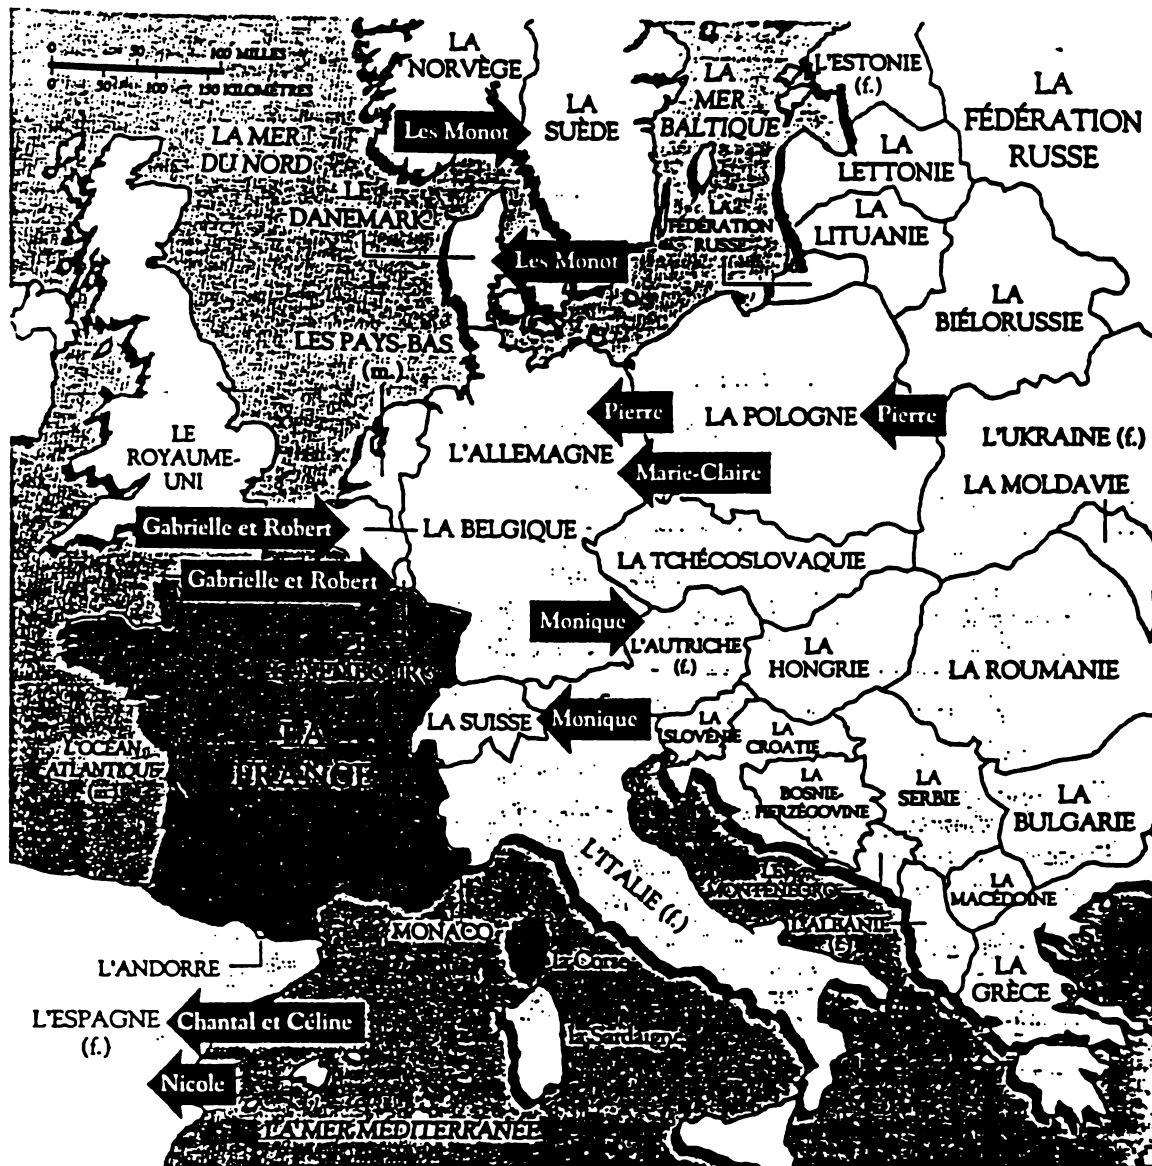 0 50 100 MILLES
0 50 100 150 KILOMÈTRES
LA
NORVÈGE
LA
SUÈDE
LA
MER
BALTIQUE
L'ESTONIE
(f.)
LA
FÉDÉRATION
RUSSE
Les Monot
LA MER
DU NORD
LA
LETTONIE
LE
DANEMARK
LA
FÉDÉRATION
RUSSE
LA
LITUANIE
Les Monot
LA
BIÉLORUSSIE
LES PAYS-BAS
(m.)
Pierre
LA POLOGNE
Pierre
LE
ROYAUME-
UNI
L'ALLEMAGNE
L'UKRAINE (f.)
Marie-Claire
LA MOLDAVIE
Gabrielle et Robert
LA BELGIQUE
LA TCHÉCOSLOVAQUIE
Gabrielle et Robert
Monique
L'AUTRICHE
(f.)
LA
HONGRIE
LA ROUMANIE
LA SUISSE
Monique
LA
SLOVÉNIE
LA
CROATIE
LA
FRANCE
L'OCÉAN
ATLANTIQUE
(m.)
LA
BOSNIE-
HERZÉGOVINE
LA
SERBIE
LA
BULGARIE
L'ITALIE (f.)
LE
MONTÉNÉGRO
LA
MACÉDOINE
MONACO
L'ALBANIE
(f.)
L'ANDORRE
la Corse
LA
GRÈCE
L'ESPAGNE
(f.)
Chantal et Céline
la Sardaigne
Nicole
LA MER MÉDITERRANÉE